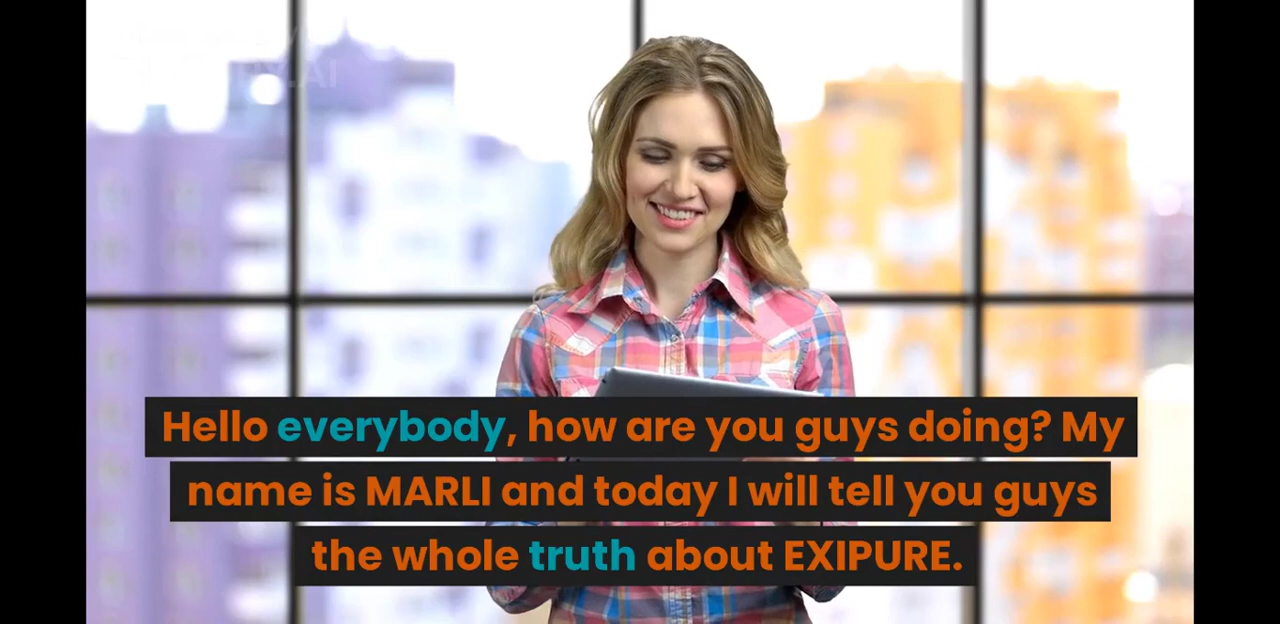 Hello everybody, how are you guys doing? My
name is MARLI and today I will tell you guys
the whole truth about EXIPURE.